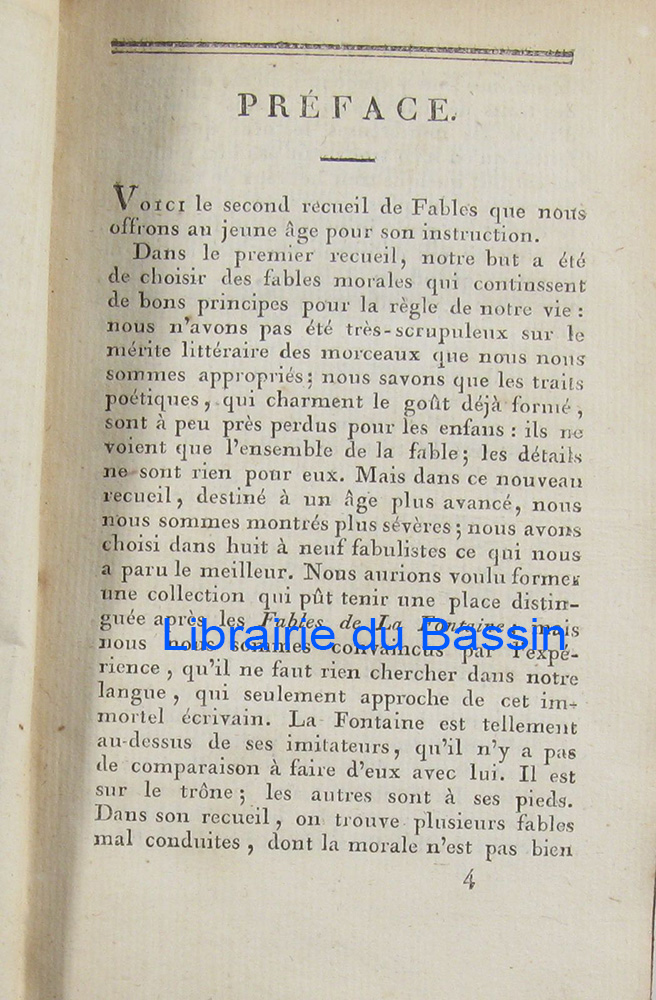 PRÉFACE.
Voici le second recueil de Fables que nous
offrons au jeune âge pour son instruction.
Dans le premier recueil, notre but a été
de choisir des fables morales qui continssent
de bons principes pour la règle de notre vie :
nous n'avons pas été très-scrupuleux sur le
mérite littéraire des morceaux que nous nous
sommes appropriés; nous savons que les traits
poétiques, qui charment le goût déjà formé,
sont à peu près perdus pour les enfans : ils ne
voient que l'ensemble de la fable; les détails
ne sont rien pour eux. Mais dans ce nouveau
recueil, destiné à un âge plus avancé, nous
nous sommes montrés plus sévères; nous avons
choisi dans huit à neuf fabulistes ce qui nous
a paru le meilleur. Nous aurions voulu former
une collection qui pût tenir une place distin-
guée après les Fables de La Fontaine; mais
Librairie du Bassin
nous nous sommes convaincus par l'expé-
rience, qu'il ne faut rien chercher dans notre
langue, qui seulement approche de cet im-
mortel écrivain. La Fontaine est tellement
au-dessus de ses imitateurs, qu'il n'y a pas
de comparaison à faire d'eux avec lui. Il est
sur le trône; les autres sont à ses pieds.
Dans son recueil, on trouve plusieurs fables
mal conduites, dont la morale n'est pas bien
4